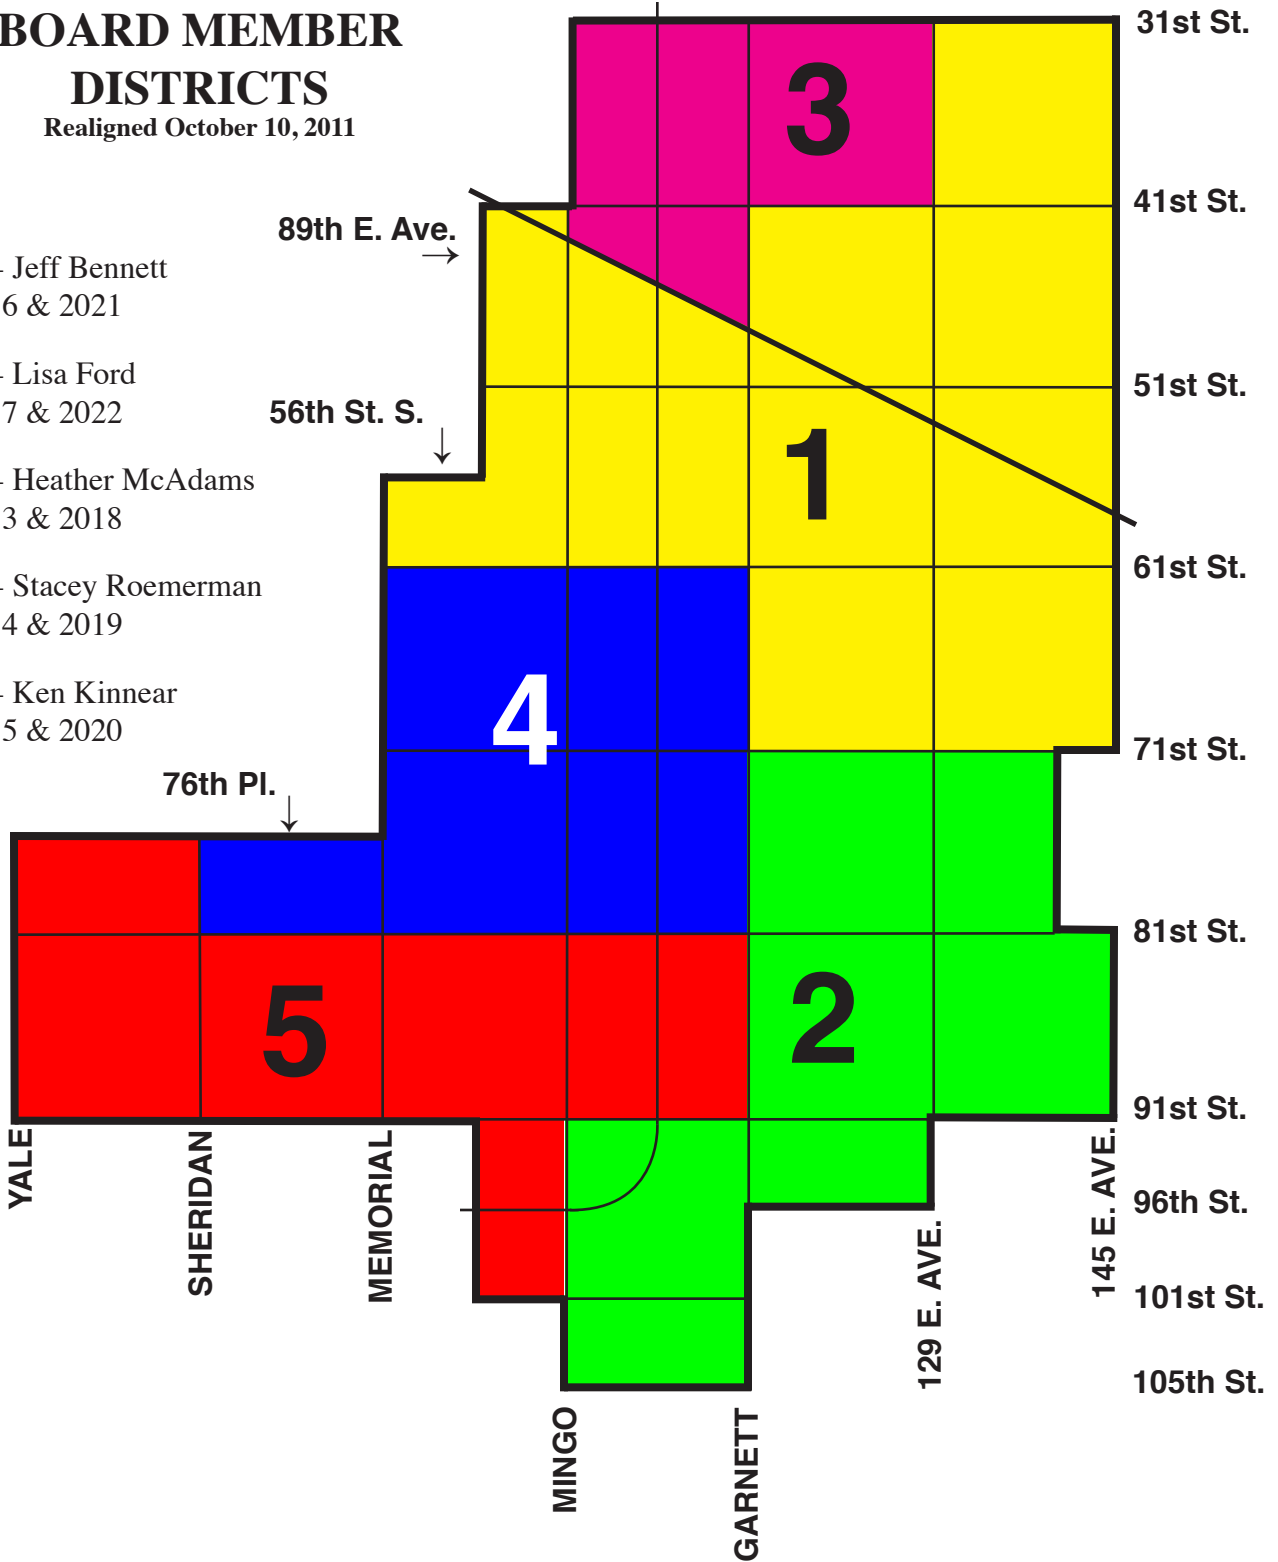 BOARD MEMBER
DISTRICTS
Realigned October 10, 2011
- Jeff Bennett
6 & 2021
- Lisa Ford
7 & 2022
- Heather McAdams
3 & 2018
- Stacey Roemerman
4 & 2019
- Ken Kinnear
5 & 2020
89th E. Ave.
→
56th St. S.
↓
76th Pl.
↓
3
1
4
5
2
31st St.
41st St.
51st St.
61st St.
71st St.
81st St.
91st St.
96th St.
101st St.
105th St.
YALE
SHERIDAN
MEMORIAL
MINGO
GARNETT
129 E. AVE.
145 E. AVE.